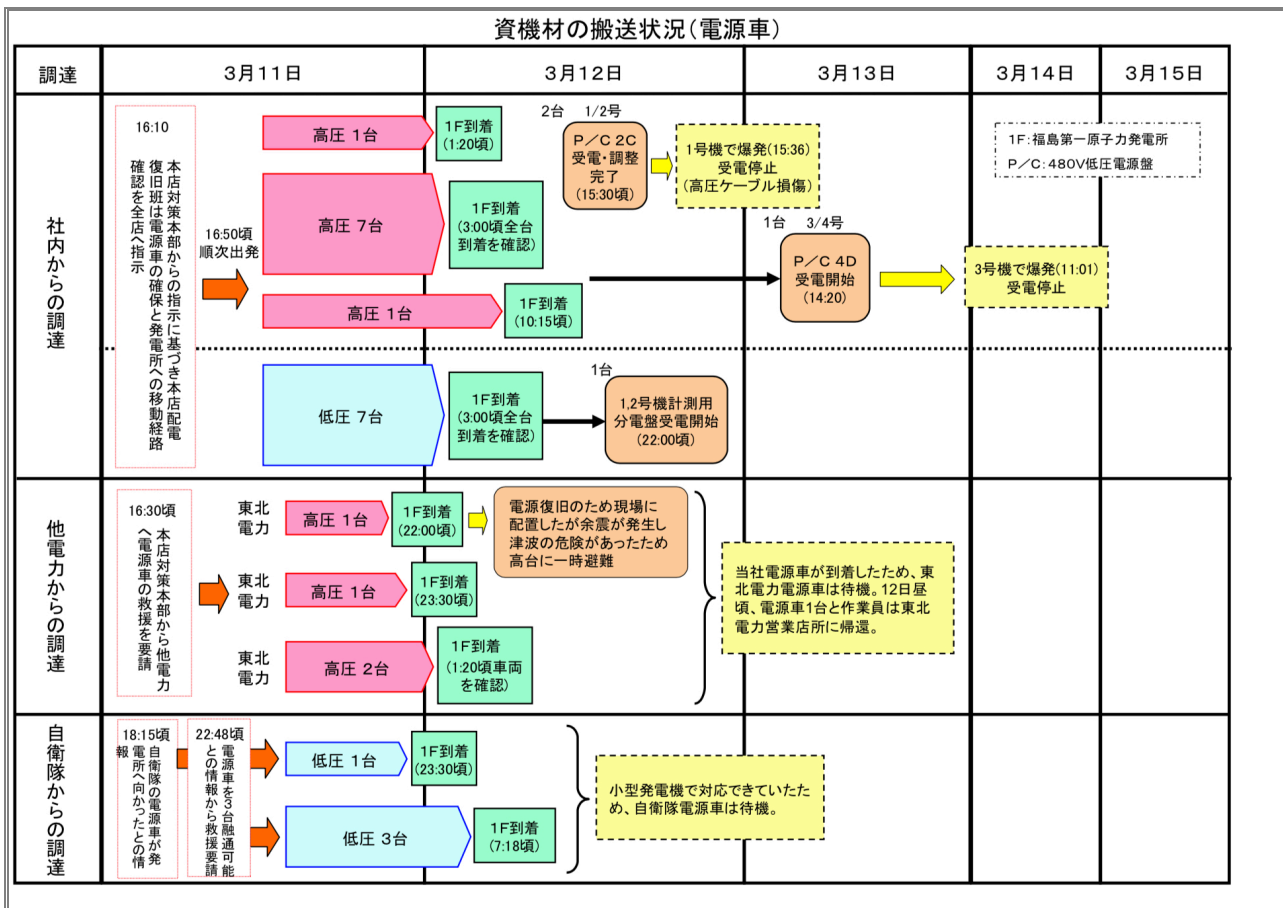 資機材の搬送状況(電源車)
調達
3月11日
3月12日
3月13日
3月14日
3月15日
社内からの調達
16:10
本店対策本部からの指示に基づき本店配電
復旧班は電源車の確保と発電所への移動経路
確認を全店へ指示
16:50頃
順次出発
高圧 1台
1F到着
(1:20頃)
高圧 7台
1F到着
(3:00頃全台
到着を確認)
高圧 1台
1F到着
(10:15頃)
2台 1/2号
P/C 2C
受電・調整
完了
(15:30頃)
1号機で爆発(15:36)
受電停止
(高圧ケーブル損傷)
1台 3/4号
P/C 4D
受電開始
(14:20)
3号機で爆発(11:01)
受電停止
1F:福島第一原子力発電所
P/C:480V低圧電源盤
低圧 7台
1F到着
(3:00頃全台
到着を確認)
1台
1,2号機計測用
分電盤受電開始
(22:00頃)
他電力からの調達
16:30頃
本店対策本部から他電力
へ電源車の救援を要請
東北
電力
高圧 1台
1F到着
(22:00頃)
電源復旧のため現場に
配置したが余震が発生し
津波の危険があったため
高台に一時避難
東北
電力
高圧 1台
1F到着
(23:30頃)
東北
電力
高圧 2台
1F到着
(1:20頃車両
を確認)
当社電源車が到着したため、東
北電力電源車は待機。12日昼
頃、電源車1台と作業員は東北
電力営業店所に帰還。
自衛隊からの調達
18:15頃
自衛隊の電源車が発
電所へ向かったとの情
報
22:48頃
電源車を3台融通可能
との情報から救援要請
低圧 1台
1F到着
(23:30頃)
低圧 3台
1F到着
(7:18頃)
小型発電機で対応できていたた
め、自衛隊電源車は待機。